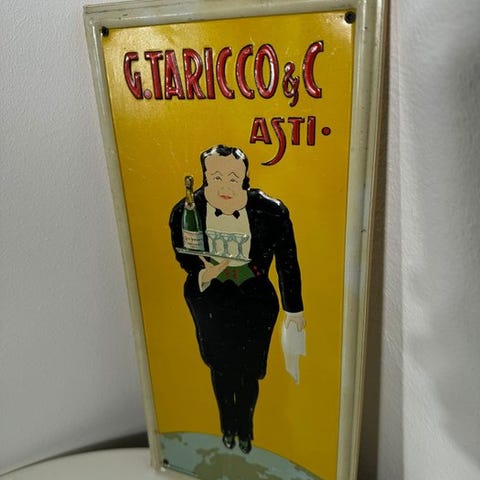 G. TARICCO & C
ASTI.